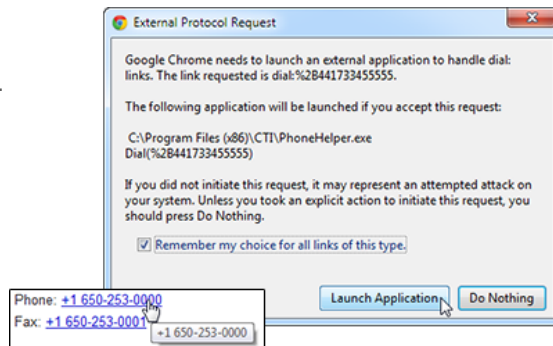 External Protocol Request
Google Chrome needs to launch an external application to handle dial:
links. The link requested is dial:%2B441733455555.
The following application will be launched if you accept this request:
C:\Program Files (x86)\CTI\PhoneHelper.exe
Dial(%2B441733455555)
If you did not initiate this request, it may represent an attempted attack on
your system. Unless you took an explicit action to initiate this request, you
should press Do Nothing.
Remember my choice for all links of this type.
Launch Application
Do Nothing
Phone: +1 650-253-0000
Fax: +1 650-253-0001
+1 650-253-0000